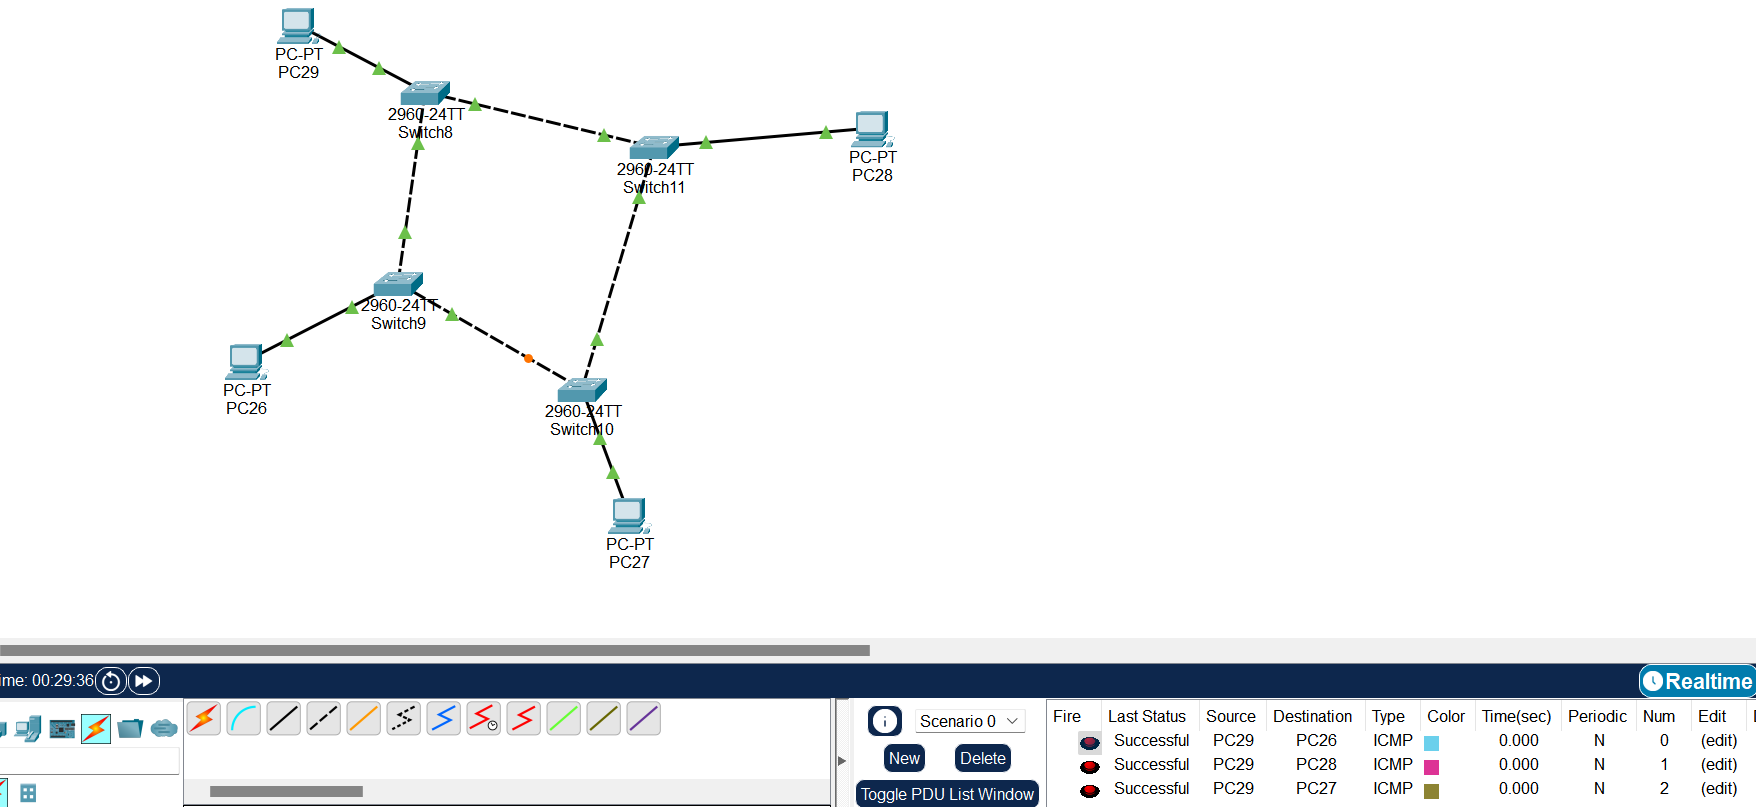 PC-PT
PC29
2960-24TT
Switch8
PC-PT
PC28
2960-24TT
Switch11
2960-24TT
Switch9
PC-PT
PC26
2960-24TT
Switch10
PC-PT
PC27
ime: 00:29:36
Realtime
Scenario 0
New
Delete
Toggle PDU List Window
Fire Last Status Source Destination Type Color Time(sec) Periodic Num Edit
Successful PC29 PC26 ICMP 0.000 N 0 (edit)
Successful PC29 PC28 ICMP 0.000 N 1 (edit)
Successful PC29 PC27 ICMP 0.000 N 2 (edit)